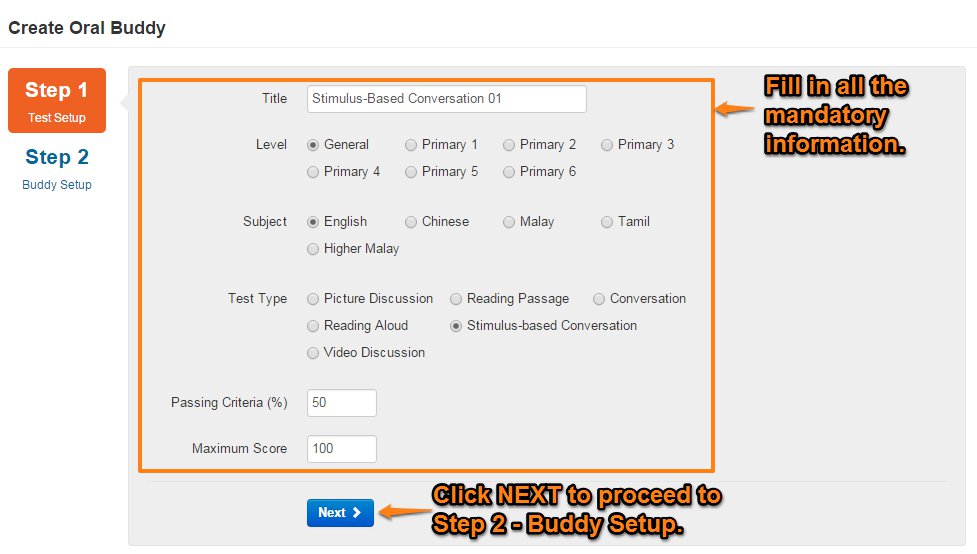 Create Oral Buddy
Step 1
Test Setup
Step 2
Buddy Setup
Title Stimulus-Based Conversation 01
Level General Primary 1 Primary 2 Primary 3
Primary 4 Primary 5 Primary 6
Subject English Chinese Malay Tamil
Higher Malay
Test Type Picture Discussion Reading Passage Conversation
Reading Aloud Stimulus-based Conversation
Video Discussion
Passing Criteria (%) 50
Maximum Score 100
Next
Fill in all the
mandatory
information.
Click NEXT to proceed to
Step 2 - Buddy Setup.